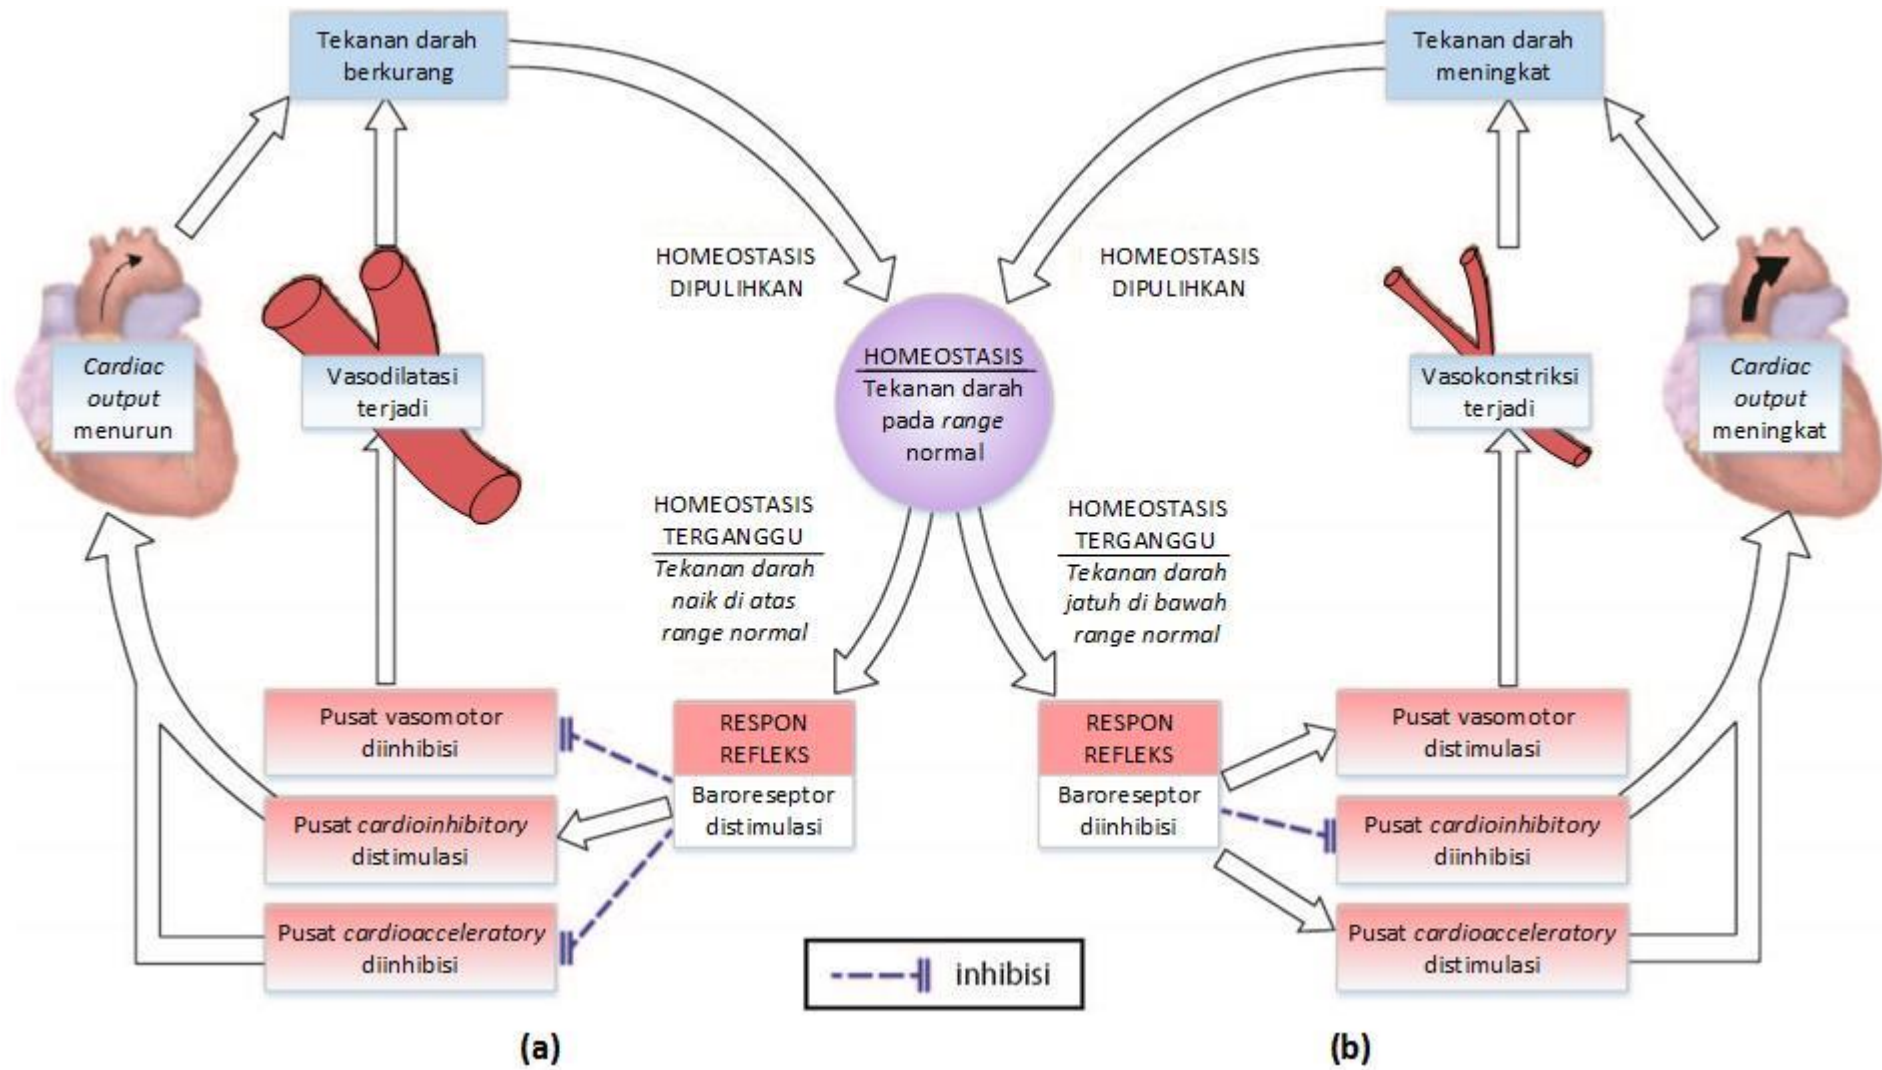 Tekanan darah
berkurang
Tekanan darah
meningkat
HOMEOSTASIS
DIPULIHKAN
HOMEOSTASIS
DIPULIHKAN
Cardiac
output
menurun
Vasodilatasi
terjadi
HOMEOSTASIS
Tekanan darah
pada range
normal
Vasokonstriksi
terjadi
Cardiac
output
meningkat
HOMEOSTASIS
TERGANGGU
Tekanan darah
naik di atas
range normal
HOMEOSTASIS
TERGANGGU
Tekanan darah
jatuh di bawah
range normal
Pusat vasomotor
diinhibisi
Pusat cardioinhibitory
distimulasi
Pusat cardioacceleratory
diinhibisi
RESPON
REFLEKS
Baroreseptor
distimulasi
RESPON
REFLEKS
Baroreseptor
diinhibisi
Pusat vasomotor
distimulasi
Pusat cardioinhibitory
diinhibisi
Pusat cardioacceleratory
distimulasi
inhibisi
(a)
(b)